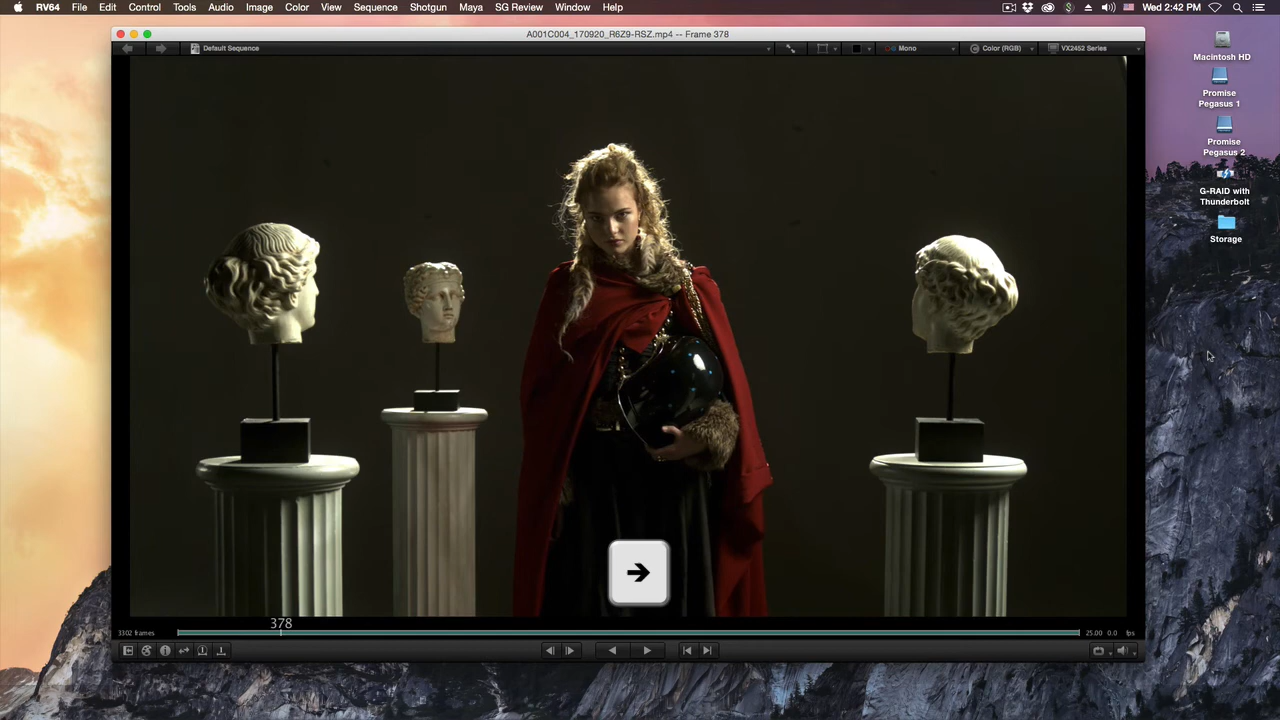 RV64 File Edit Control Tools Audio Image Color View Sequence Shotgun Maya SG Review Window Help
Wed 2:42 PM
A001C004_170920_R6Z9-RSZ.mp4 -- Frame 378
Default Sequence
Mono
Color (RGB)
VX2452 Series
Macintosh HD
Promise
Pegasus 1
Promise
Pegasus 2
G-RAID with
Thunderbolt
Storage
378
3302 frames
25.00 0.0 fps